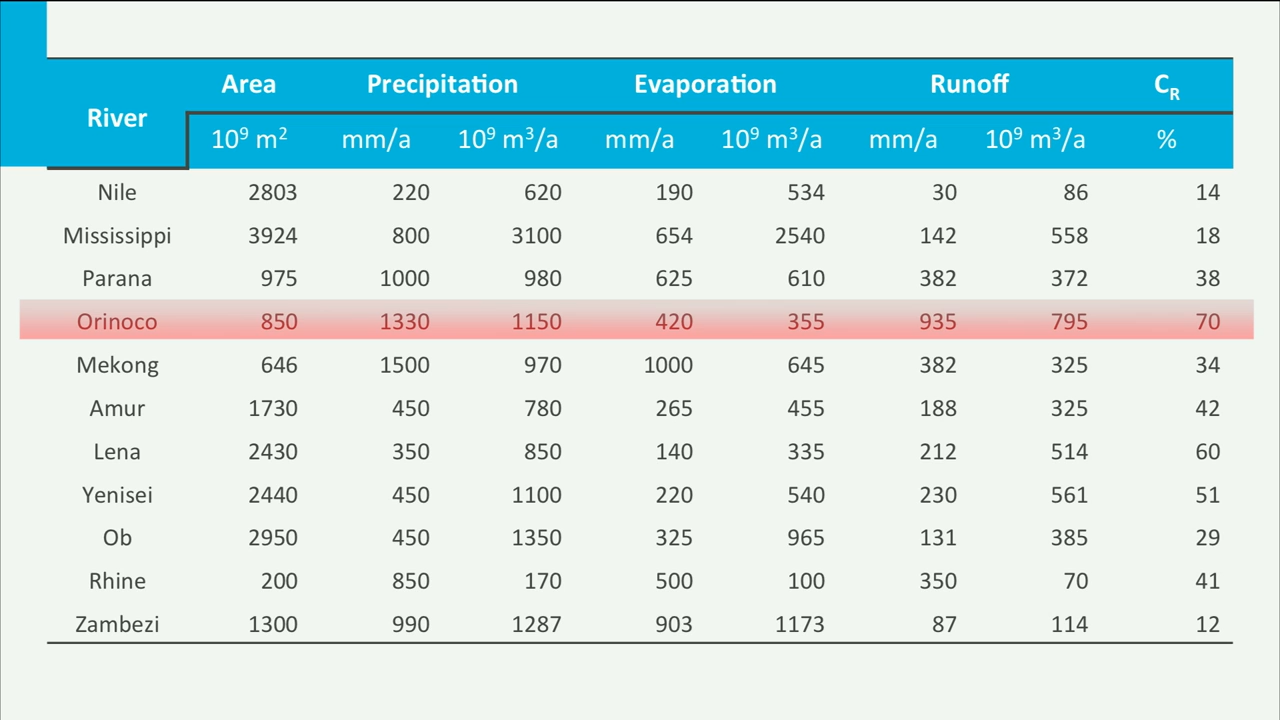 River Area Precipitation Evaporation Runoff C_R
10⁹ m² mm/a 10⁹ m³/a mm/a 10⁹ m³/a mm/a 10⁹ m³/a %
Nile 2803 220 620 190 534 30 86 14
Mississippi 3924 800 3100 654 2540 142 558 18
Parana 975 1000 980 625 610 382 372 38
Orinoco 850 1330 1150 420 355 935 795 70
Mekong 646 1500 970 1000 645 382 325 34
Amur 1730 450 780 265 455 188 325 42
Lena 2430 350 850 140 335 212 514 60
Yenisei 2440 450 1100 220 540 230 561 51
Ob 2950 450 1350 325 965 131 385 29
Rhine 200 850 170 500 100 350 70 41
Zambezi 1300 990 1287 903 1173 87 114 12